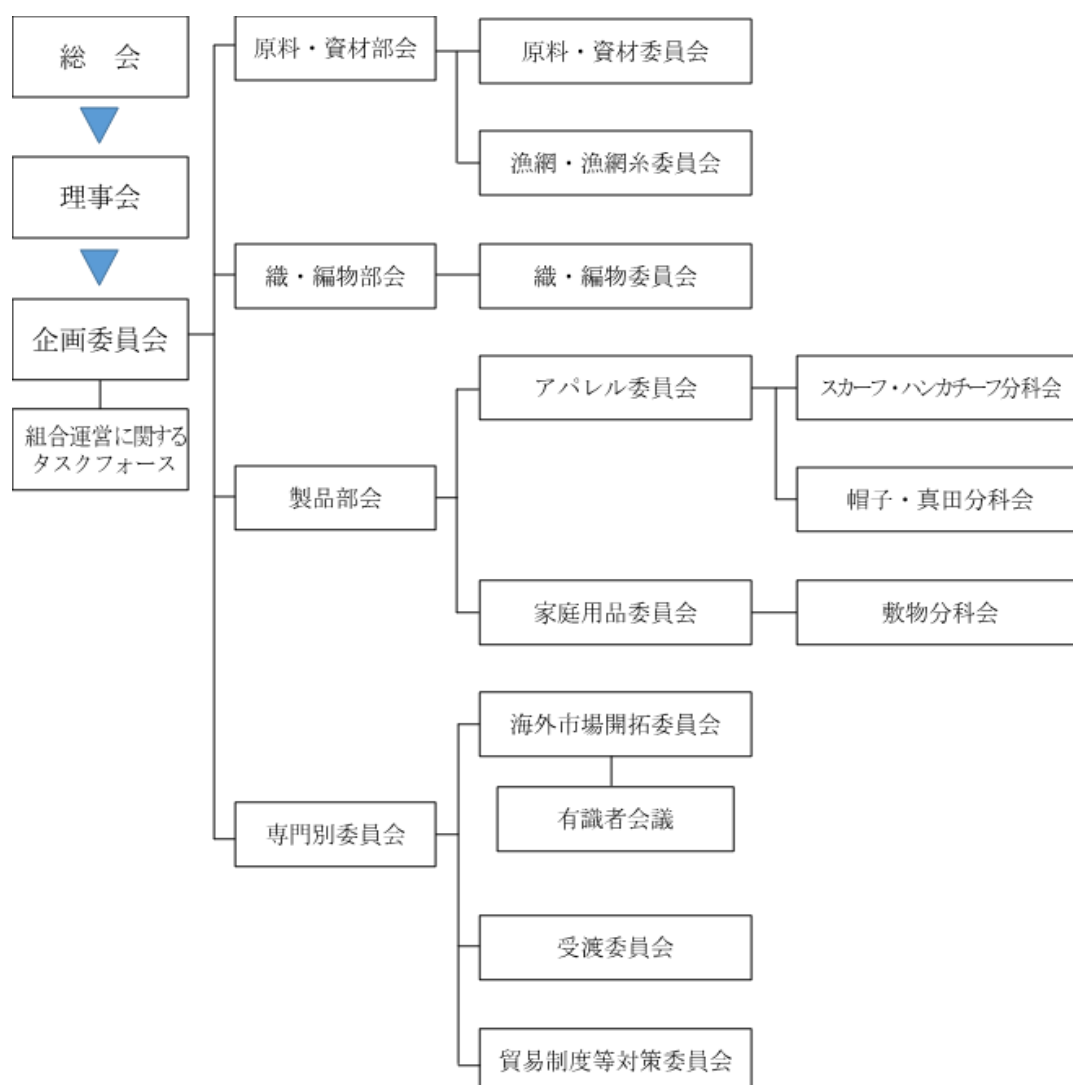 総　会
理事会
企画委員会
組合運営に関する
タスクフォース
原料・資材部会
原料・資材委員会
漁網・漁網糸委員会
織・編物部会
織・編物委員会
製品部会
アパレル委員会
スカーフ・ハンカチーフ分科会
帽子・真田分科会
家庭用品委員会
敷物分科会
専門別委員会
海外市場開拓委員会
有識者会議
受渡委員会
貿易制度等対策委員会